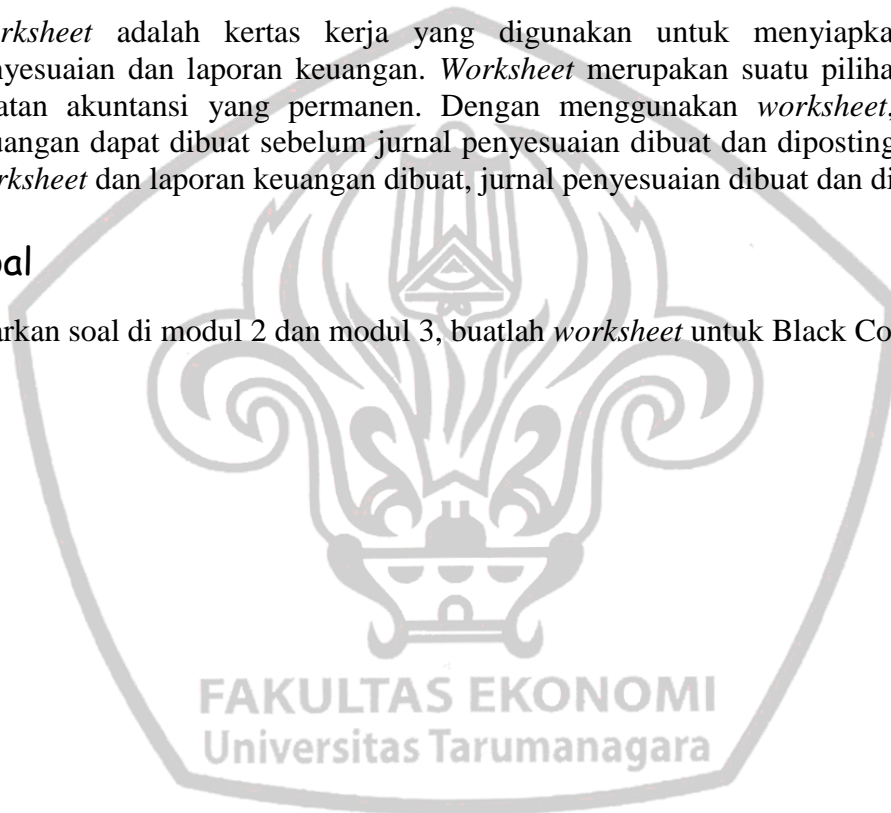 rksheet adalah kertas kerja yang digunakan untuk menyiapka
nyesuaian dan laporan keuangan. Worksheet merupakan suatu piliha
atan akuntansi yang permanen. Dengan menggunakan worksheet,
uangan dapat dibuat sebelum jurnal penyesuaian dibuat dan diposting
rksheet dan laporan keuangan dibuat, jurnal penyesuaian dibuat dan di
oal
arkan soal di modul 2 dan modul 3, buatlah worksheet untuk Black Co
FAKULTAS EKONOMI
Universitas Tarumanagara